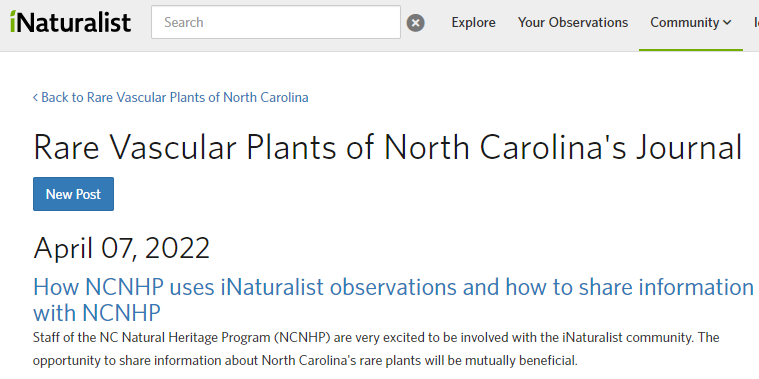 iNaturalist Search Explore Your Observations Community
< Back to Rare Vascular Plants of North Carolina
Rare Vascular Plants of North Carolina's Journal
New Post
April 07, 2022
How NCNHP uses iNaturalist observations and how to share information
with NCNHP
Staff of the NC Natural Heritage Program (NCNHP) are very excited to be involved with the iNaturalist community. The
opportunity to share information about North Carolina's rare plants will be mutually beneficial.